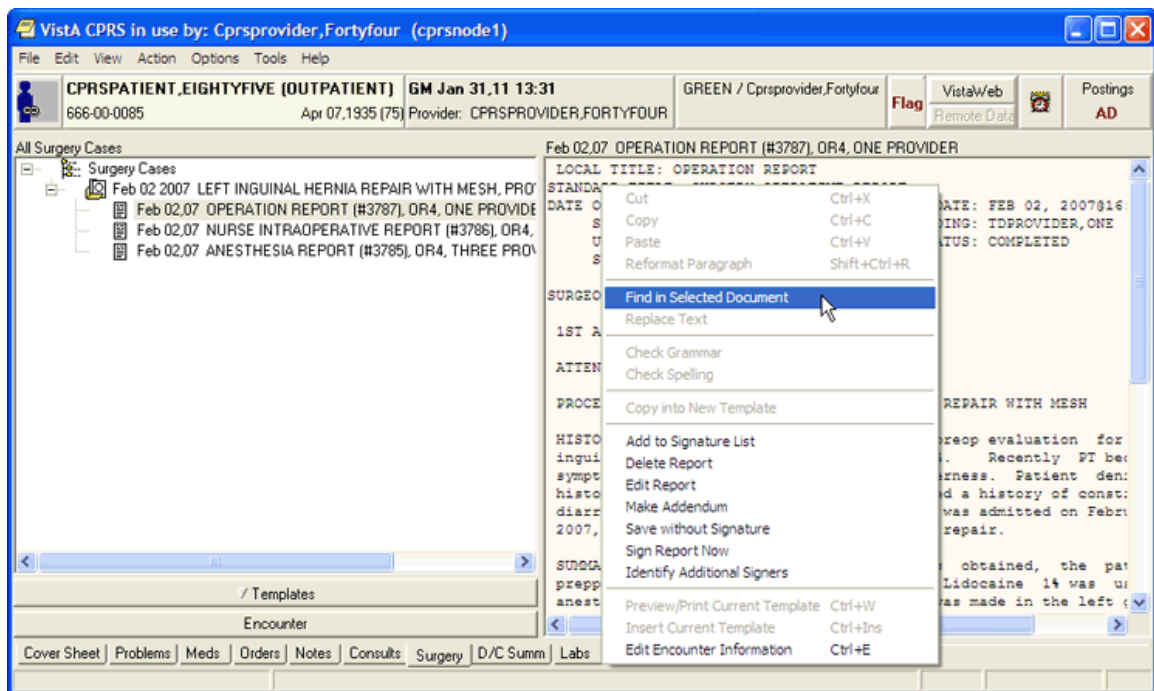 VistA CPRS in use by: Cprsprovider,Fortyfour (cprsnode1)
File Edit View Action Options Tools Help
CPRSPATIENT,EIGHTYFIVE (OUTPATIENT) GM Jan 31,11 13:31 GREEN / Cprsprovider,Fortyfour Flag VistaWeb Postings
666-00-0085 Apr 07,1935 (75) Provider: CPRSPROVIDER,FORTYFOUR Remote Data AD
All Surgery Cases
Surgery Cases
Feb 02 2007 LEFT INGUINAL HERNIA REPAIR WITH MESH, PRO
Feb 02,07 OPERATION REPORT (#3787), OR4, ONE PROVIDE
Feb 02,07 NURSE INTRAOPERATIVE REPORT (#3786), OR4,
Feb 02,07 ANESTHESIA REPORT (#3785), OR4, THREE PRO
/ Templates
Encounter
Feb 02,07 OPERATION REPORT (#3787), OR4, ONE PROVIDER
LOCAL TITLE: OPERATION REPORT
STANDA
DATE O DATE: FEB 02, 2007@16:
S DING: TDPROVIDER,ONE
U ATUS: COMPLETED
S
SURGEO
1ST A
ATTEN
PROCE REPAIR WITH MESH
HISTO preop evaluation for
ingui . Recently PT bec
sympt erness. Patient den
histo d a history of const
diarr was admitted on Febru
2007, repair.
SUMMA obtained, the pat
prepp Lidocaine 1% was us
anest was made in the left g
Cut Ctrl+X
Copy Ctrl+C
Paste Ctrl+V
Reformat Paragraph Shift+Ctrl+R
Find in Selected Document
Replace Text
Check Grammar
Check Spelling
Copy into New Template
Add to Signature List
Delete Report
Edit Report
Make Addendum
Save without Signature
Sign Report Now
Identify Additional Signers
Preview/Print Current Template Ctrl+W
Insert Current Template Ctrl+Ins
Edit Encounter Information Ctrl+E
Cover Sheet Problems Meds Orders Notes Consults Surgery D/C Summ Labs